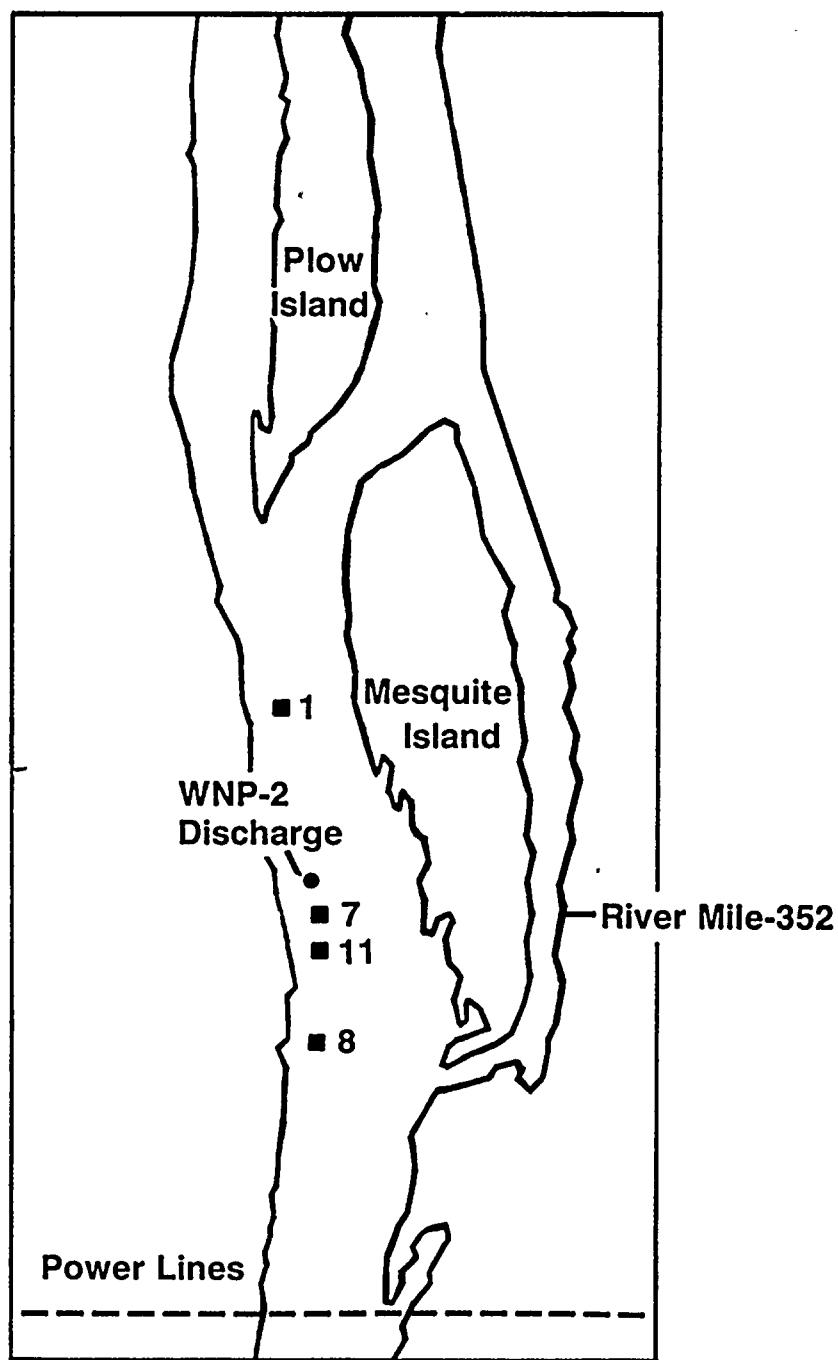 Plow
Island
Mesquite
Island
1
WNP-2
Discharge
7
River Mile-352
11
8
Power Lines